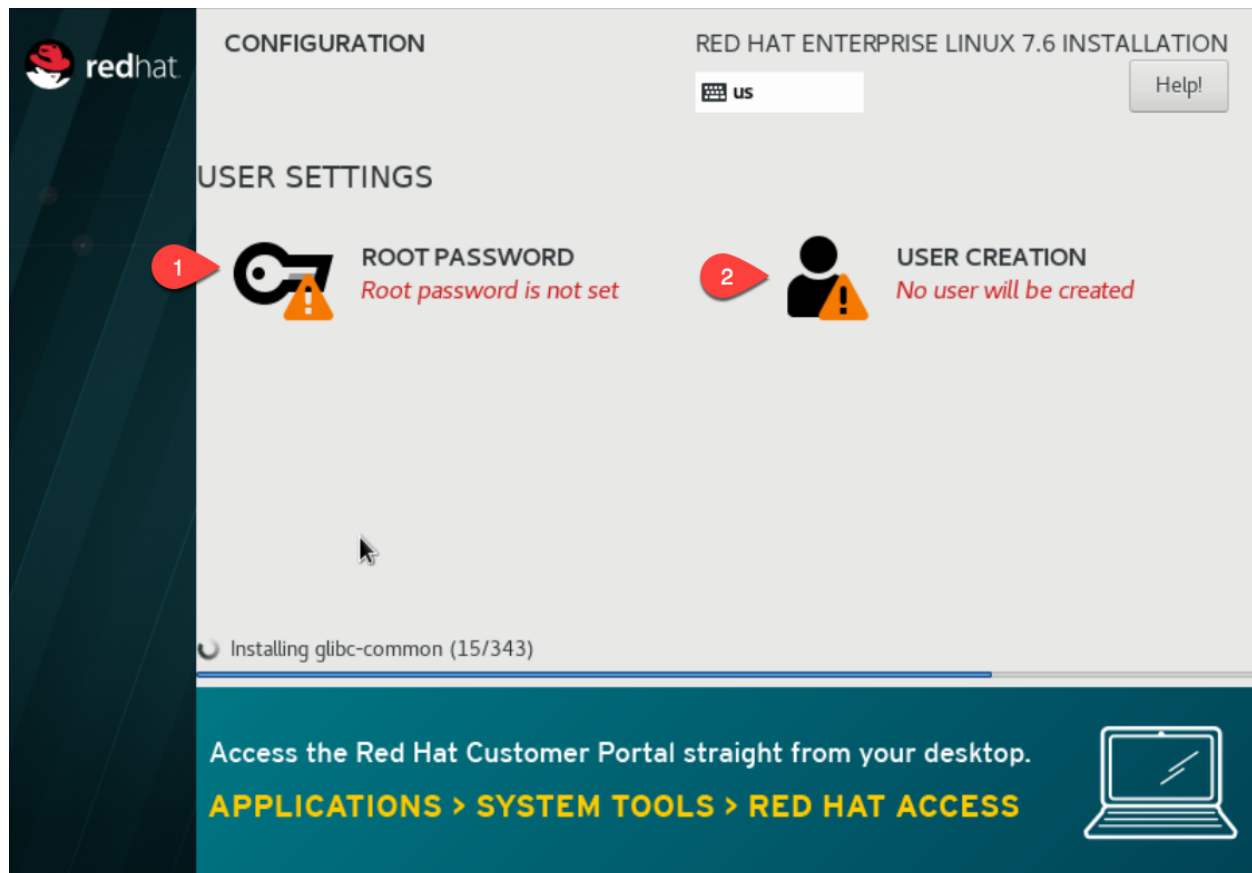 redhat.
CONFIGURATION
RED HAT ENTERPRISE LINUX 7.6 INSTALLATION
us
Help!
USER SETTINGS
1
ROOT PASSWORD
Root password is not set
2
USER CREATION
No user will be created
Installing glibc-common (15/343)
Access the Red Hat Customer Portal straight from your desktop.
APPLICATIONS > SYSTEM TOOLS > RED HAT ACCESS